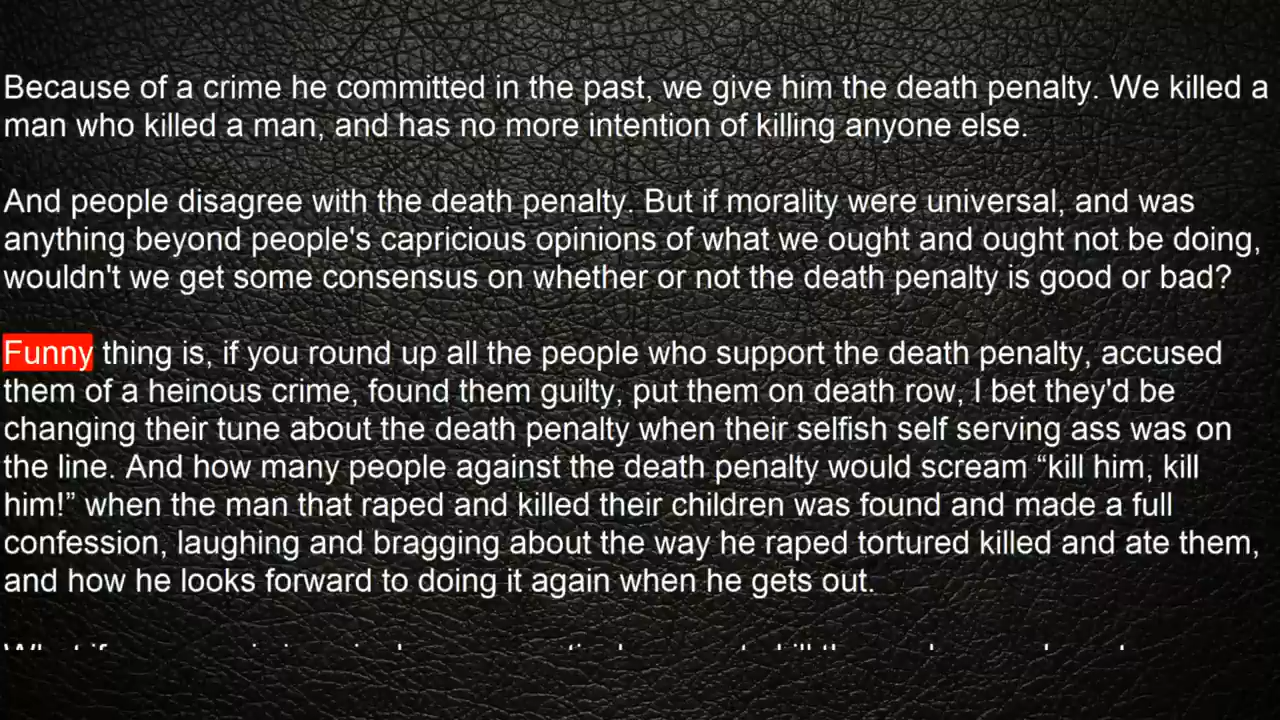 Because of a crime he committed in the past, we give him the death penalty. We killed a
man who killed a man, and has no more intention of killing anyone else.
And people disagree with the death penalty. But if morality were universal, and was
anything beyond people's capricious opinions of what we ought and ought not be doing,
wouldn't we get some consensus on whether or not the death penalty is good or bad?
Funny thing is, if you round up all the people who support the death penalty, accused
them of a heinous crime, found them guilty, put them on death row, I bet they'd be
changing their tune about the death penalty when their selfish self serving ass was on
the line. And how many people against the death penalty would scream “kill him, kill
him!” when the man that raped and killed their children was found and made a full
confession, laughing and bragging about the way he raped tortured killed and ate them,
and how he looks forward to doing it again when he gets out.